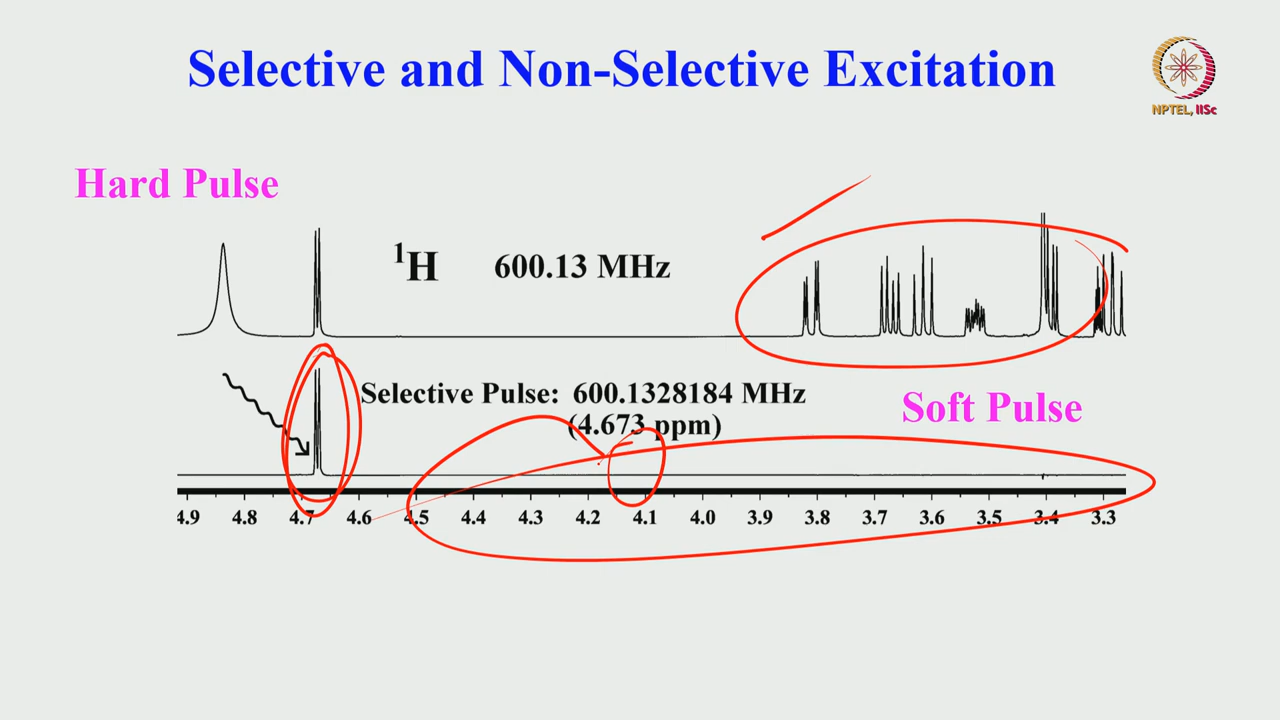 Selective and Non-Selective Excitation
NPTEL, IISc
Hard Pulse
¹H 600.13 MHz
Selective Pulse: 600.1328184 MHz
(4.673 ppm)
Soft Pulse
4.9 4.8 4.7 4.6 4.5 4.4 4.3 4.2 4.1 4.0 3.9 3.8 3.7 3.6 3.5 3.4 3.3